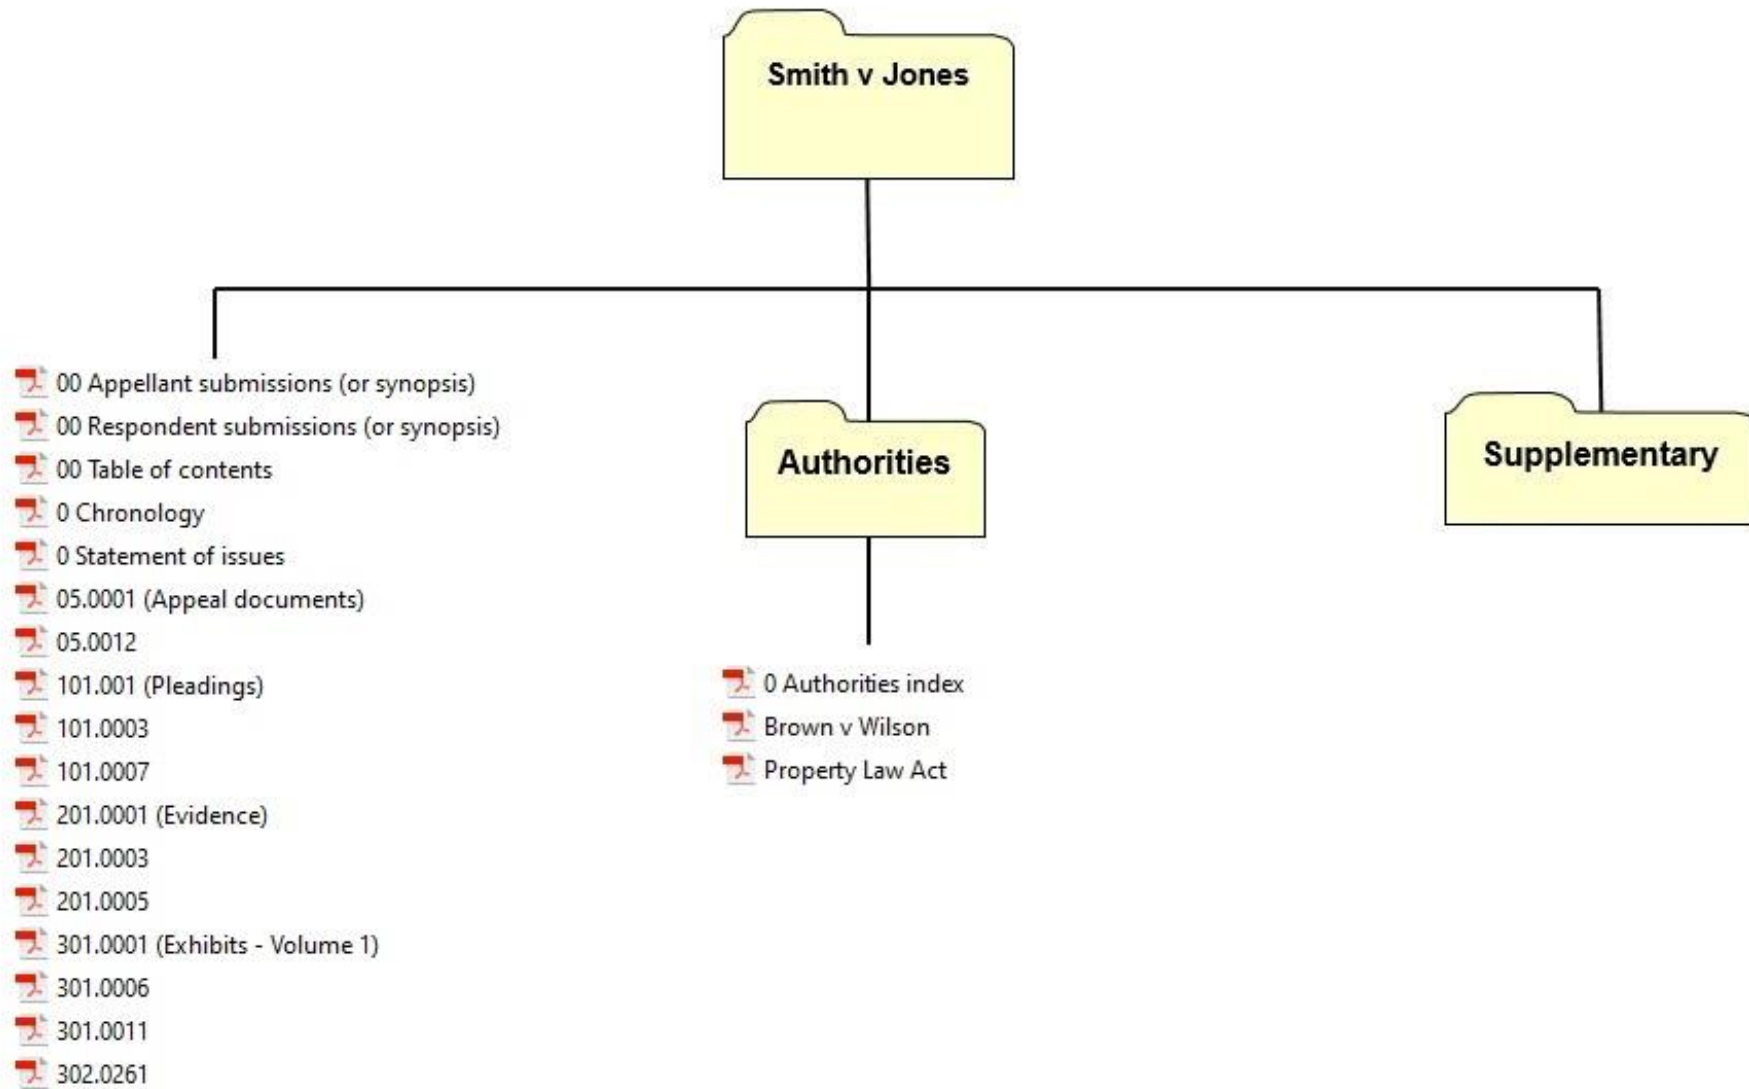 Smith v Jones
00 Appellant submissions (or synopsis)
00 Respondent submissions (or synopsis)
00 Table of contents
0 Chronology
0 Statement of issues
05.0001 (Appeal documents)
05.0012
101.001 (Pleadings)
101.0003
101.0007
201.0001 (Evidence)
201.0003
201.0005
301.0001 (Exhibits - Volume 1)
301.0006
301.0011
302.0261
Authorities
0 Authorities index
Brown v Wilson
Property Law Act
Supplementary